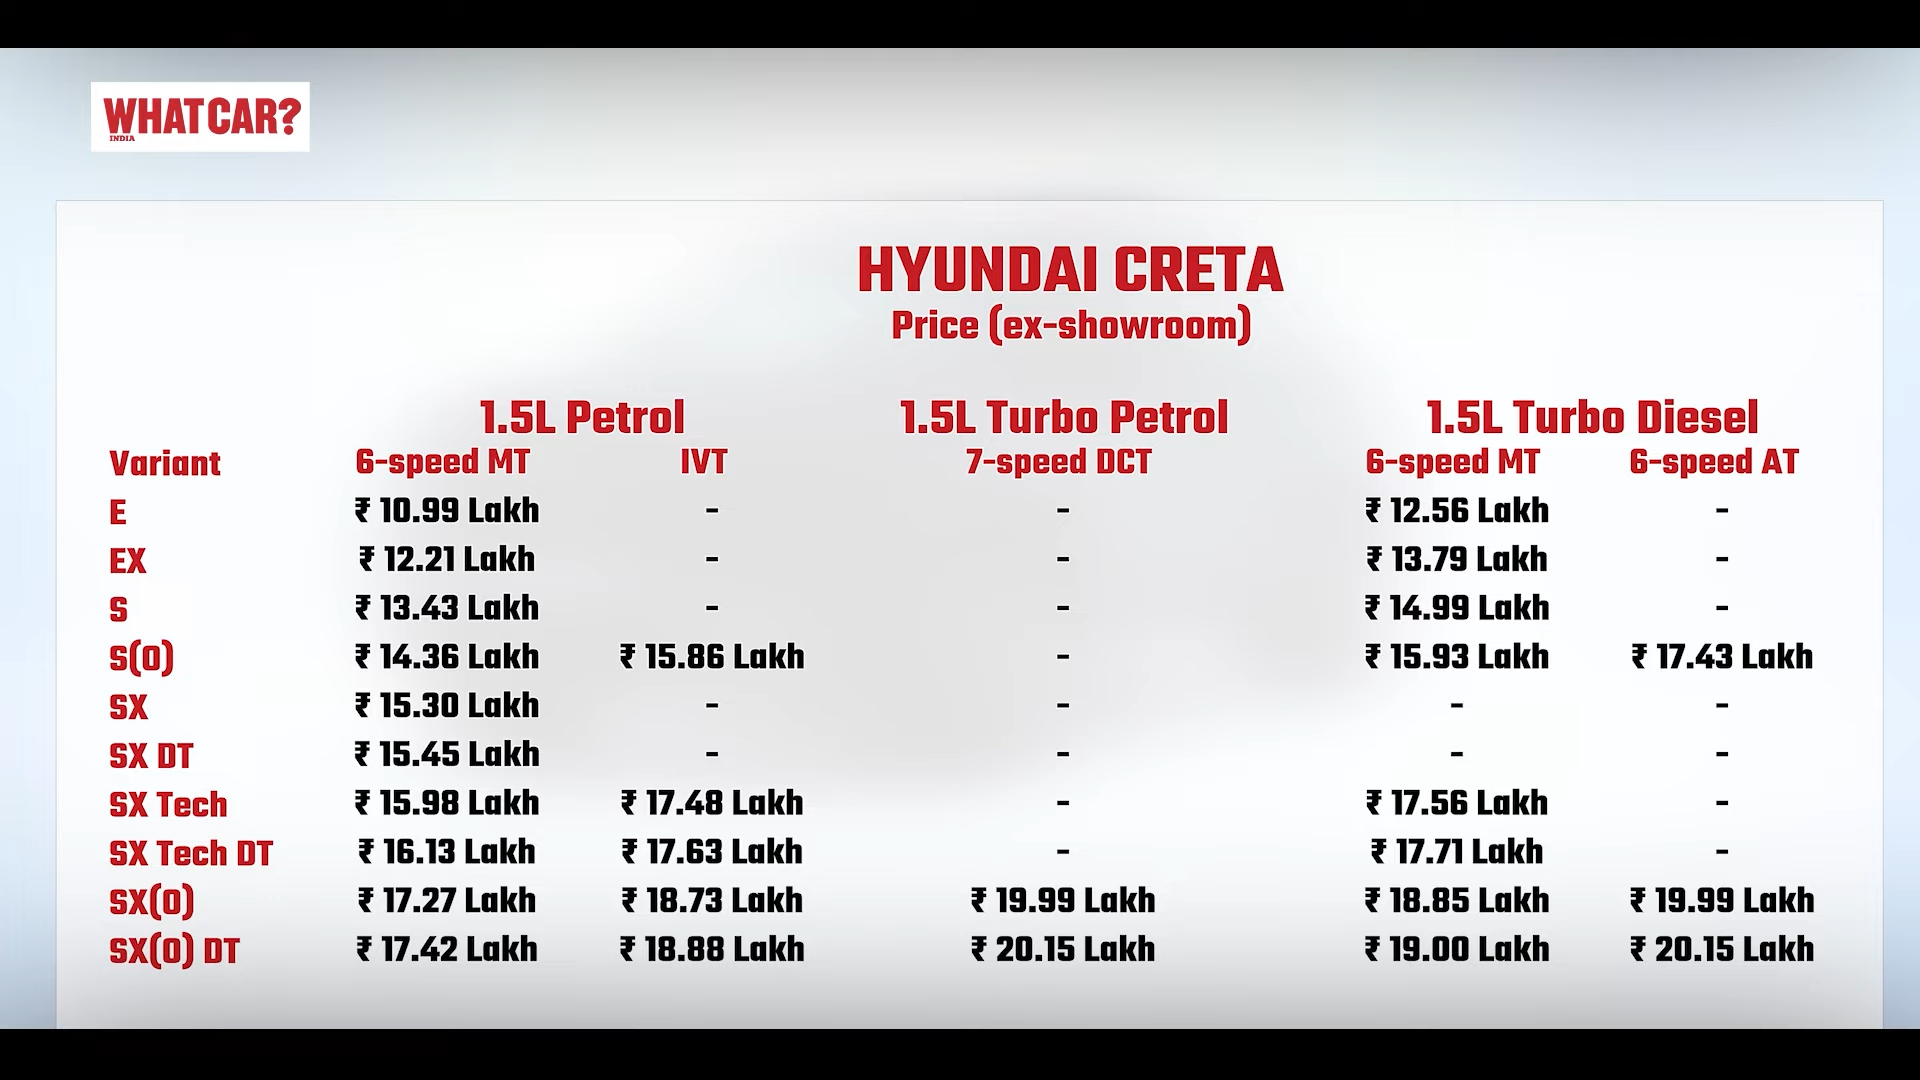 WHAT CAR?
INDIA
HYUNDAI CRETA
Price (ex-showroom)
1.5L Petrol 1.5L Turbo Petrol 1.5L Turbo Diesel
Variant 6-speed MT IVT 7-speed DCT 6-speed MT 6-speed AT
E ₹ 10.99 Lakh - - ₹ 12.56 Lakh -
EX ₹ 12.21 Lakh - - ₹ 13.79 Lakh -
S ₹ 13.43 Lakh - - ₹ 14.99 Lakh -
S(O) ₹ 14.36 Lakh ₹ 15.86 Lakh - ₹ 15.93 Lakh ₹ 17.43 Lakh
SX ₹ 15.30 Lakh - - - -
SX DT ₹ 15.45 Lakh - - - -
SX Tech ₹ 15.98 Lakh ₹ 17.48 Lakh - ₹ 17.56 Lakh -
SX Tech DT ₹ 16.13 Lakh ₹ 17.63 Lakh - ₹ 17.71 Lakh -
SX(O) ₹ 17.27 Lakh ₹ 18.73 Lakh ₹ 19.99 Lakh ₹ 18.85 Lakh ₹ 19.99 Lakh
SX(O) DT ₹ 17.42 Lakh ₹ 18.88 Lakh ₹ 20.15 Lakh ₹ 19.00 Lakh ₹ 20.15 Lakh